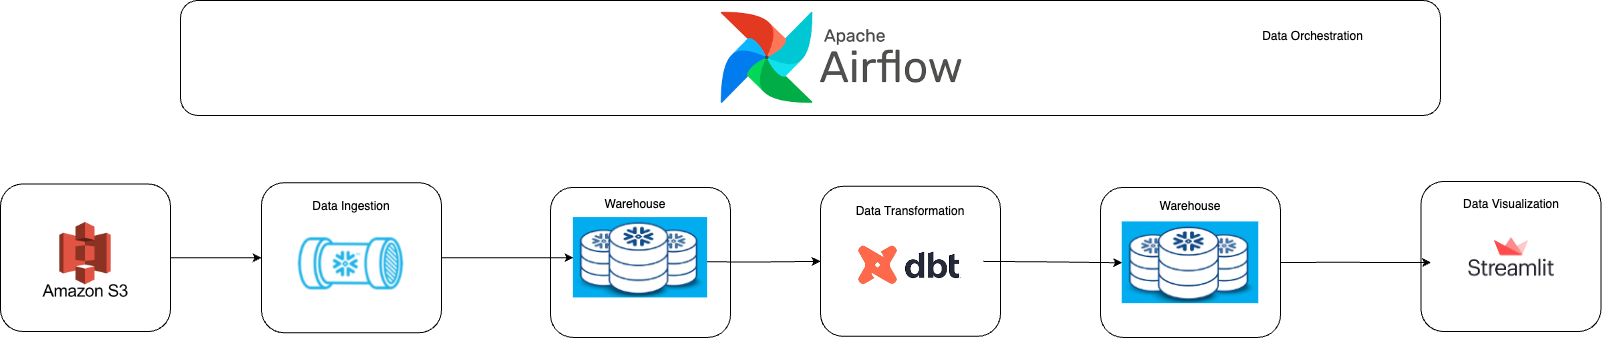 Apache
Airflow
Data Orchestration
Amazon S3
Data Ingestion
Warehouse
Data Transformation
dbt
Warehouse
Data Visualization
Streamlit